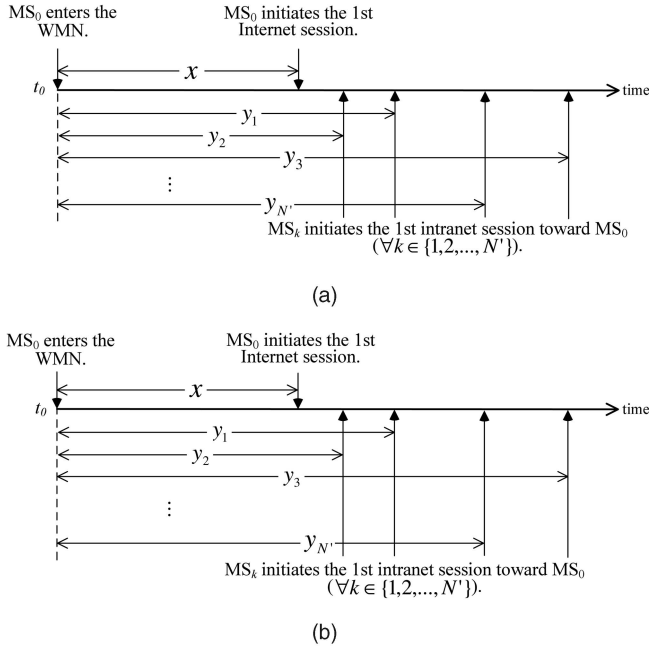 MS₀ enters the WMN.
MS₀ initiates the 1st Internet session.
x
t₀
time
y₁
y₂
y₃
⋮
y_N'
MSₖ initiates the 1st intranet session toward MS₀
(∀k ∈ {1,2,..., N'}).
(a)
MS₀ enters the WMN.
MS₀ initiates the 1st Internet session.
x
t₀
time
y₁
y₂
y₃
⋮
y_N'
MSₖ initiates the 1st intranet session toward MS₀
(∀k ∈ {1,2,..., N'}).
(b)